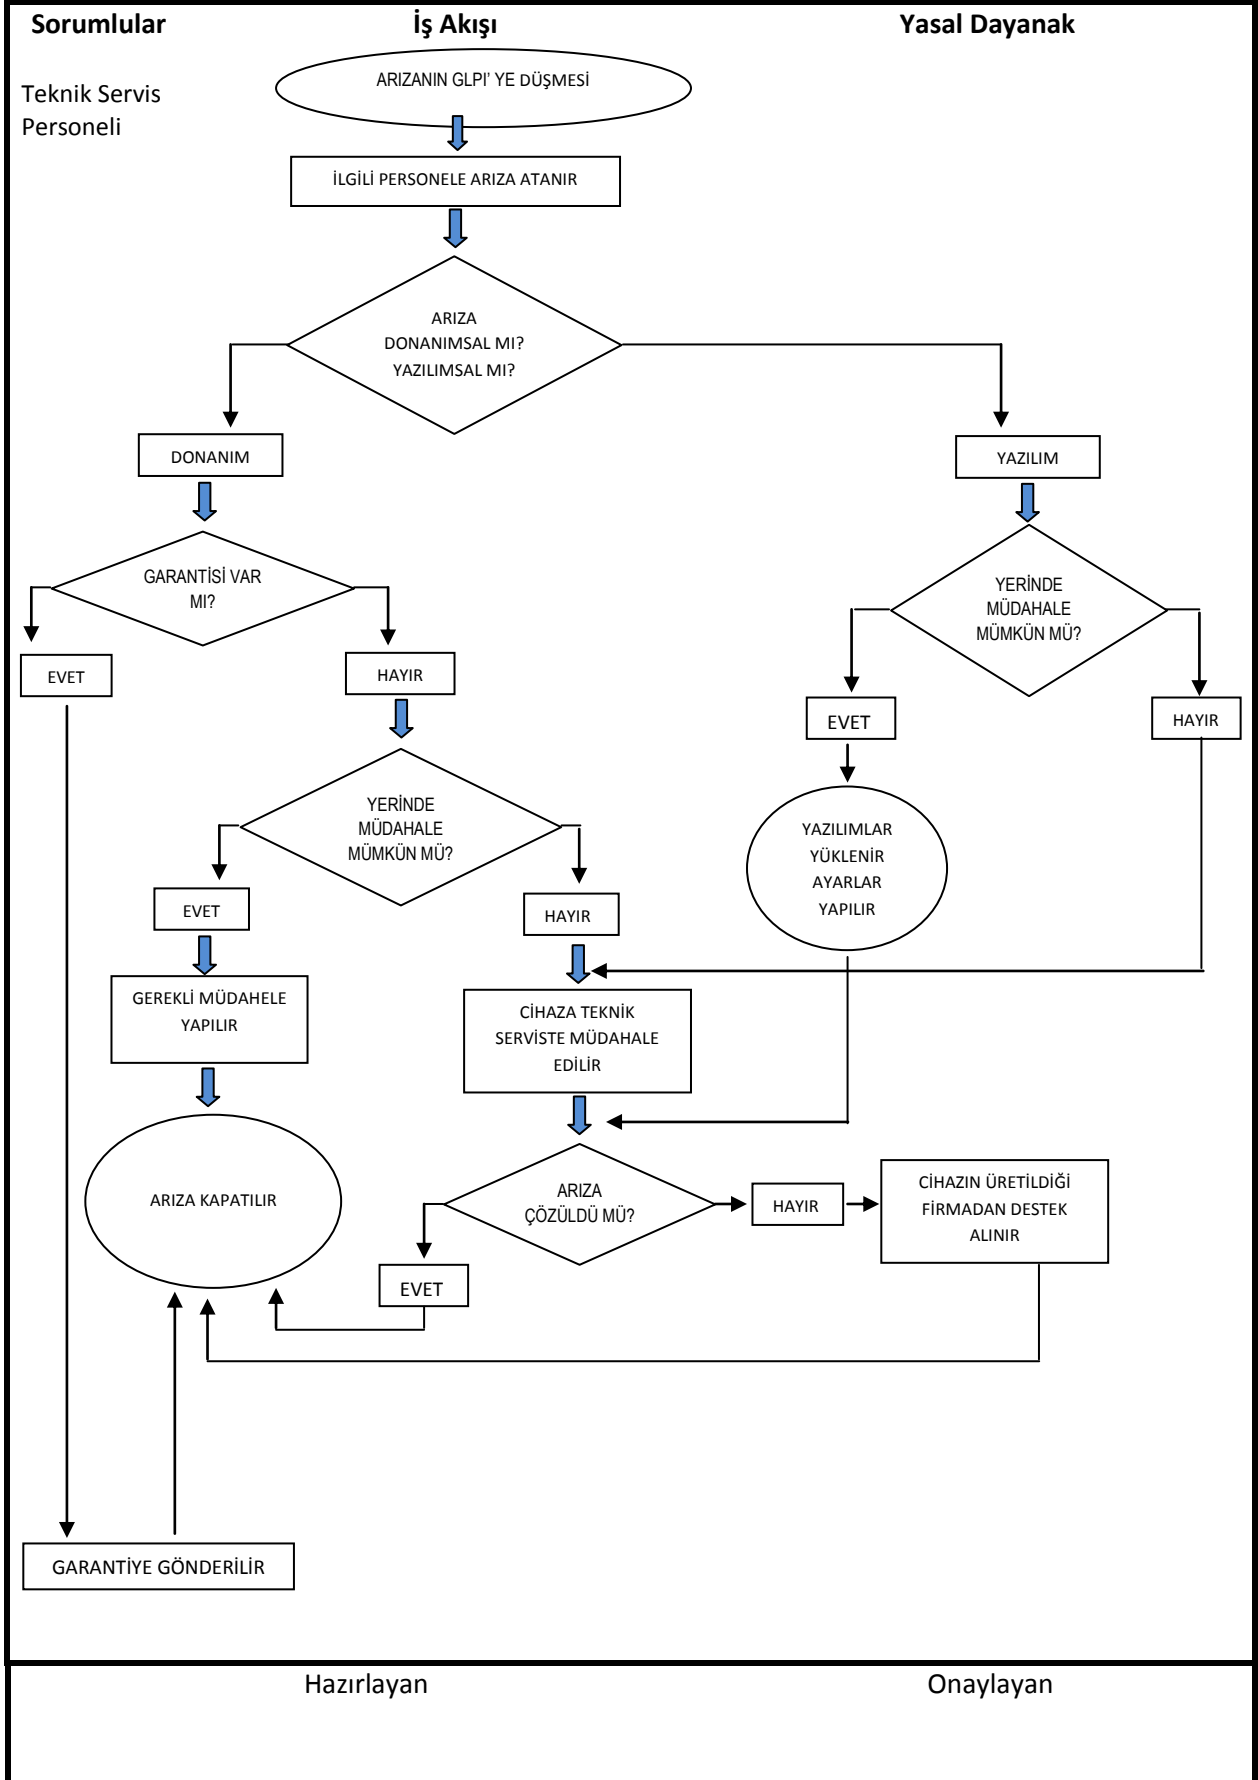 Sorumlular
İş Akışı
Yasal Dayanak
Teknik Servis
Personeli
ARIZANIN GLPI' YE DÜŞMESİ
İLGİLİ PERSONELE ARIZA ATANIR
ARIZA
DONANIMSAL MI?
YAZILIMSAL MI?
DONANIM
YAZILIM
GARANTİSİ VAR
MI?
YERİNDE
MÜDAHALE
MÜMKÜN MÜ?
EVET
HAYIR
EVET
HAYIR
YERİNDE
MÜDAHALE
MÜMKÜN MÜ?
YAZILIMLAR
YÜKLENİR
AYARLAR
YAPILIR
EVET
HAYIR
GEREKLİ MÜDAHELE
YAPILIR
CİHAZA TEKNİK
SERVİSTE MÜDAHALE
EDİLİR
ARIZA KAPATILIR
ARIZA
ÇÖZÜLDÜ MÜ?
HAYIR
CİHAZIN ÜRETİLDİĞİ
FİRMADAN DESTEK
ALINIR
EVET
GARANTİYE GÖNDERİLİR
Hazırlayan
Onaylayan